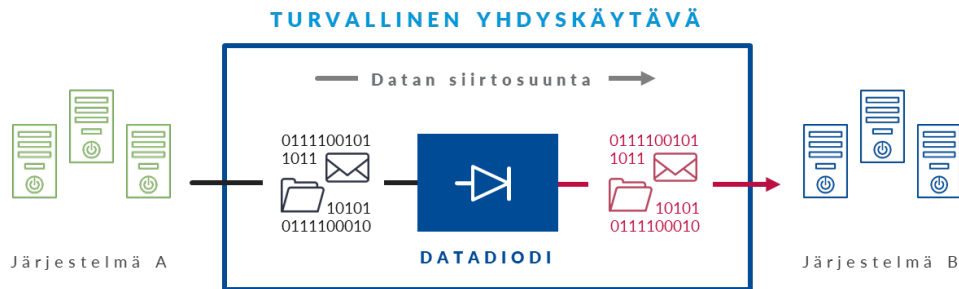 TURVALLINEN YHDYSKÄYTÄVÄ
Datan siirtosuunta
0111100101
1011
10101
0111100010
0111100101
1011
10101
0111100010
DATADIODI
Järjestelmä A
Järjestelmä B